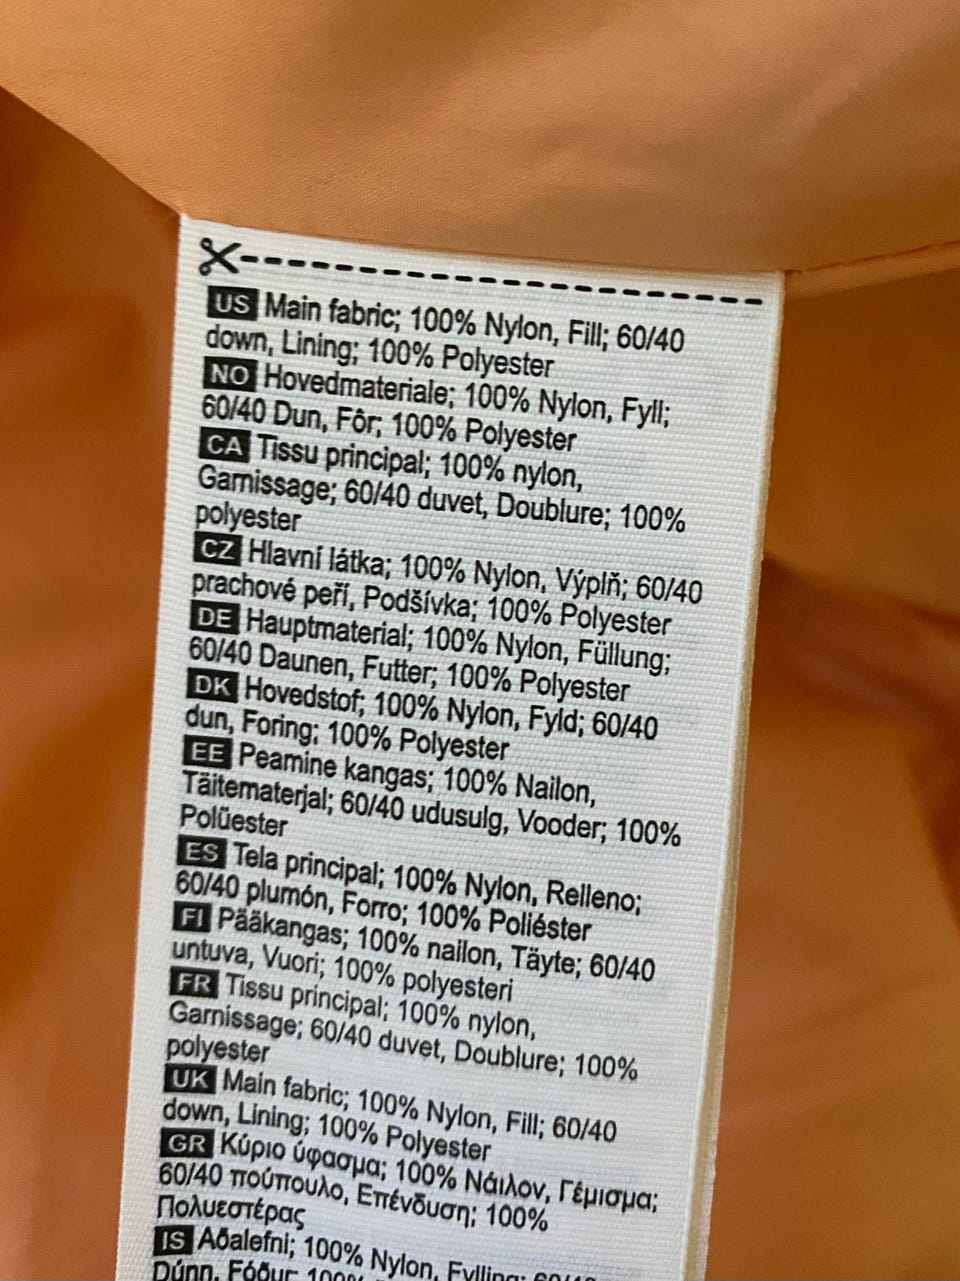 US Main fabric; 100% Nylon, Fill; 60/40
down, Lining; 100% Polyester
NO Hovedmateriale; 100% Nylon, Fyll;
60/40 Dun, Fôr; 100% Polyester
CA Tissu principal; 100% nylon,
Garnissage; 60/40 duvet, Doublure; 100%
polyester
CZ Hlavní látka; 100% Nylon, Výplň; 60/40
prachové peří, Podšívka; 100% Polyester
DE Hauptmaterial; 100% Nylon, Füllung;
60/40 Daunen, Futter; 100% Polyester
DK Hovedstof; 100% Nylon, Fyld; 60/40
dun, Foring; 100% Polyester
EE Peamine kangas; 100% Nailon,
Täitematerjal; 60/40 udusulg, Vooder; 100%
Polüester
ES Tela principal; 100% Nylon, Relleno;
60/40 plumón, Forro; 100% Poliéster
FI Pääkangas; 100% nailon, Täyte; 60/40
untuva, Vuori; 100% polyesteri
FR Tissu principal; 100% nylon,
Garnissage; 60/40 duvet, Doublure; 100%
polyester
UK Main fabric; 100% Nylon, Fill; 60/40
down, Lining; 100% Polyester
GR Κύριο ύφασμα; 100% Νάιλον, Γέμισμα;
60/40 πούπουλο, Επένδυση; 100%
Πολυεστέρας
IS Aðalefni; 100% Nylon, Fylling; 60/40
Dúnn, Fóður; 100%